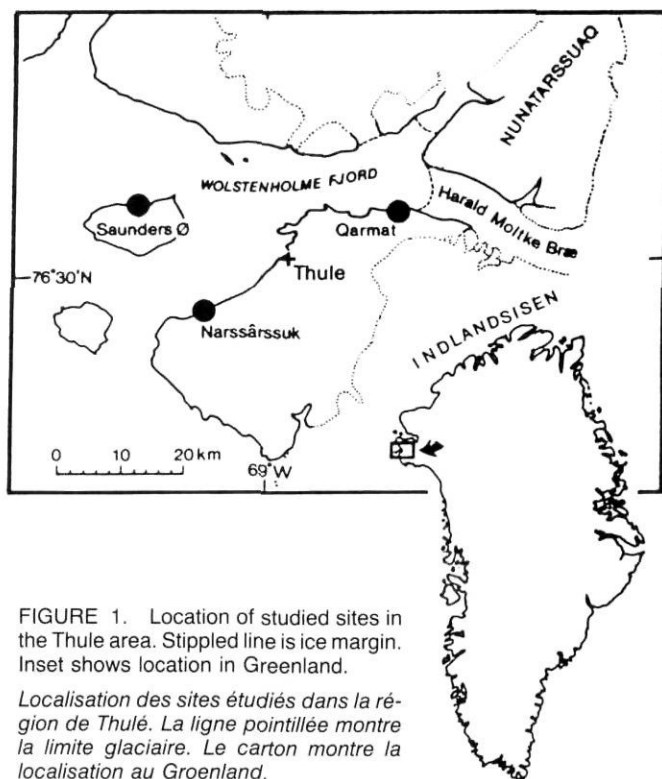 NUNATARSSUAQ
WOLSTENHOLME FJORD
Harald Moltke Bræ
Saunders Ø
Qarmat
76°30'N
Thule
Narssârssuk
INDLANDSISEN
0 10 20 km
69°W
FIGURE 1. Location of studied sites in
the Thule area. Stippled line is ice margin.
Inset shows location in Greenland.
Localisation des sites étudiés dans la ré-
gion de Thulé. La ligne pointillée montre
la limite glaciaire. Le carton montre la
localisation au Groenland.